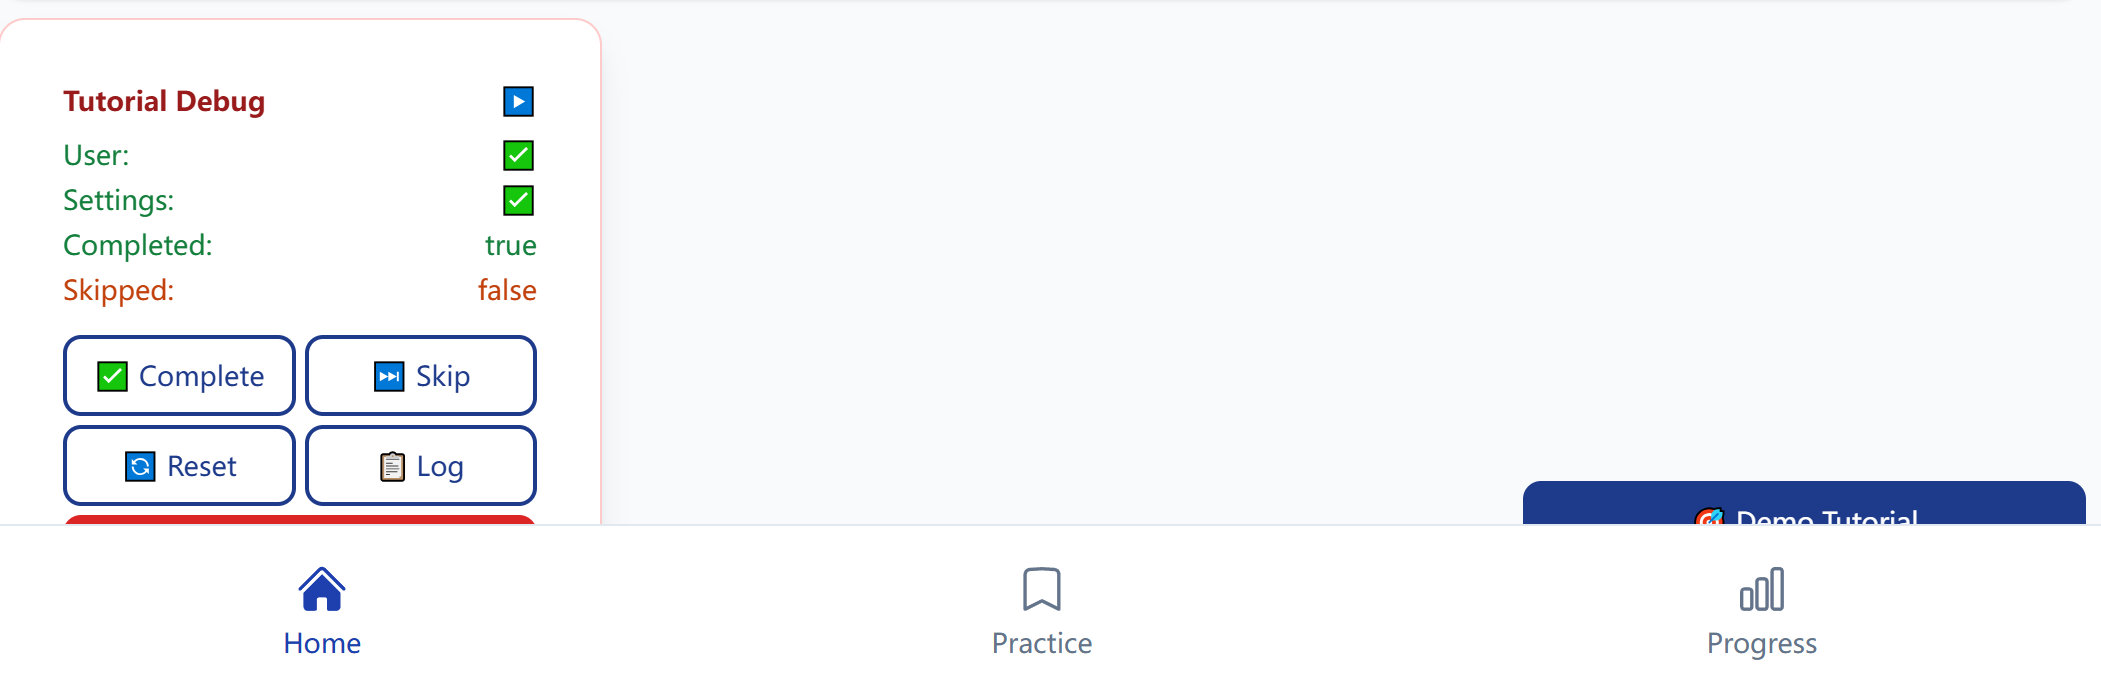 Tutorial Debug
User:
Settings:
Completed: true
Skipped: false
Complete
Skip
Reset
Log
Demo Tutorial
Home
Practice
Progress